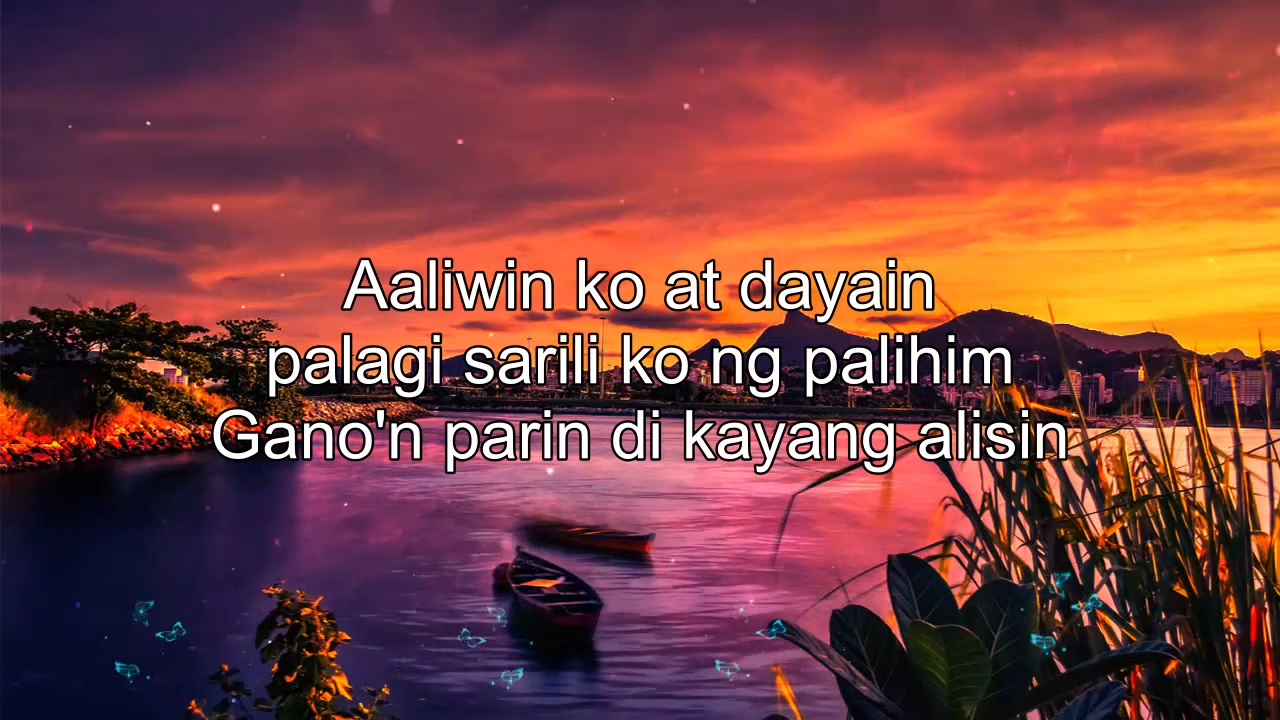 Aaliwin ko at dayain
palagi sarili ko ng palihim
Gano'n parin di kayang alisin